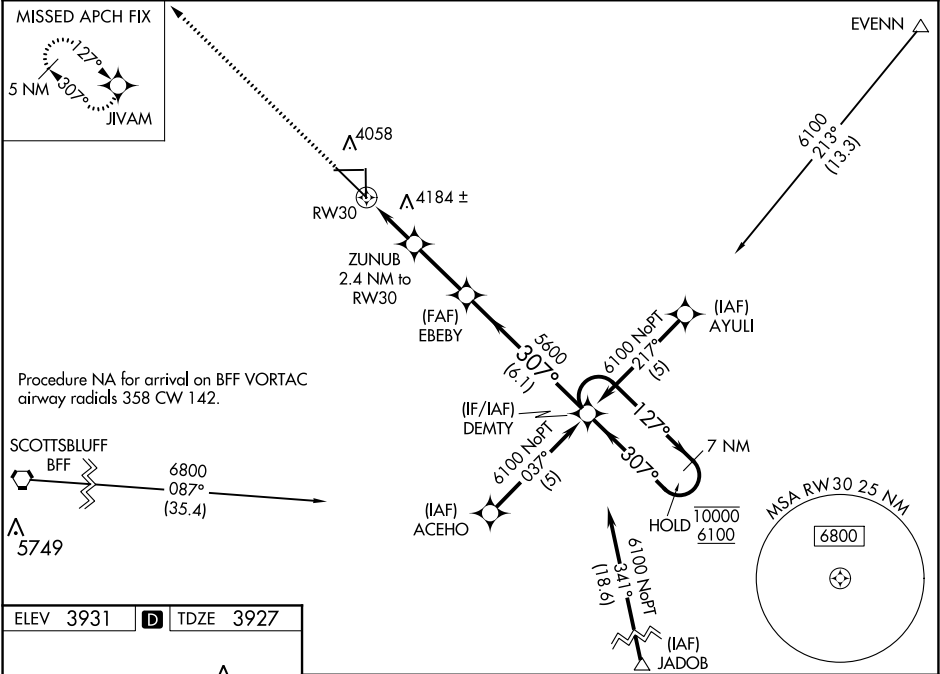 MISSED APCH FIX
127°
5 NM
307°
JIVAM
EVENN
6100
213°
(13.3)
4058
RW30
4184 ±
ZUNUB
2.4 NM to
RW30
(FAF)
EBEBY
(IAF)
AYULI
6100 NoPT
217°
(5)
5600
307°
(6.1)
Procedure NA for arrival on BFF VORTAC
airway radials 358 CW 142.
(IF/IAF)
DEMTY
127°
7 NM
307°
SCOTTSBLUFF
BFF
6800
087°
(35.4)
5749
6100 NoPT
037°
(5)
(IAF)
ACEHO
HOLD
10000
6100
MSA RW30 25 NM
6800
6100 NoPT
341°
(18.6)
(IAF)
JADOB
ELEV 3931 D TDZE 3927